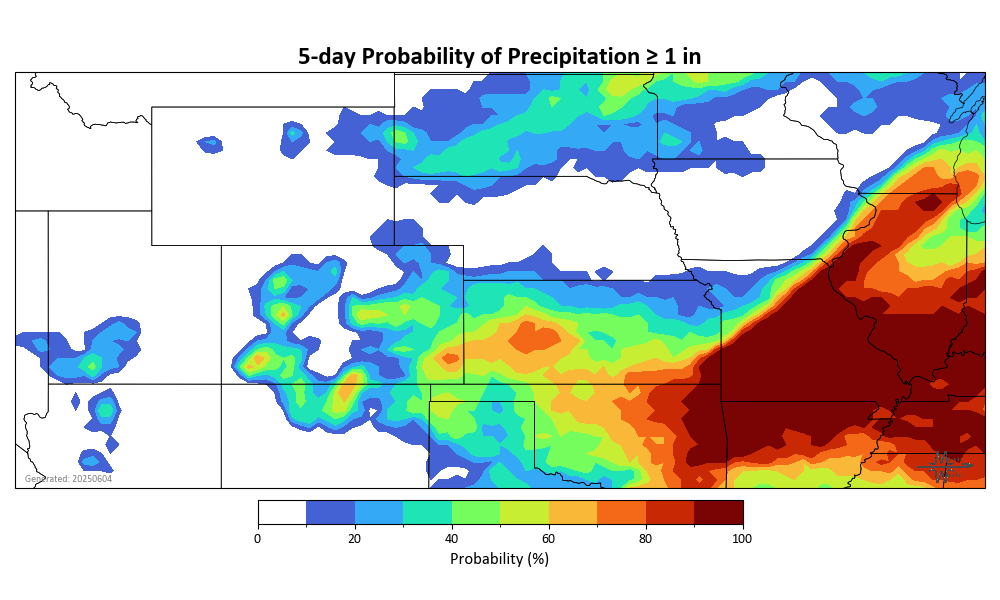 5-day Probability of Precipitation ≥ 1 in
Generated: 20250604
0 20 40 60 80 100
Probability (%)